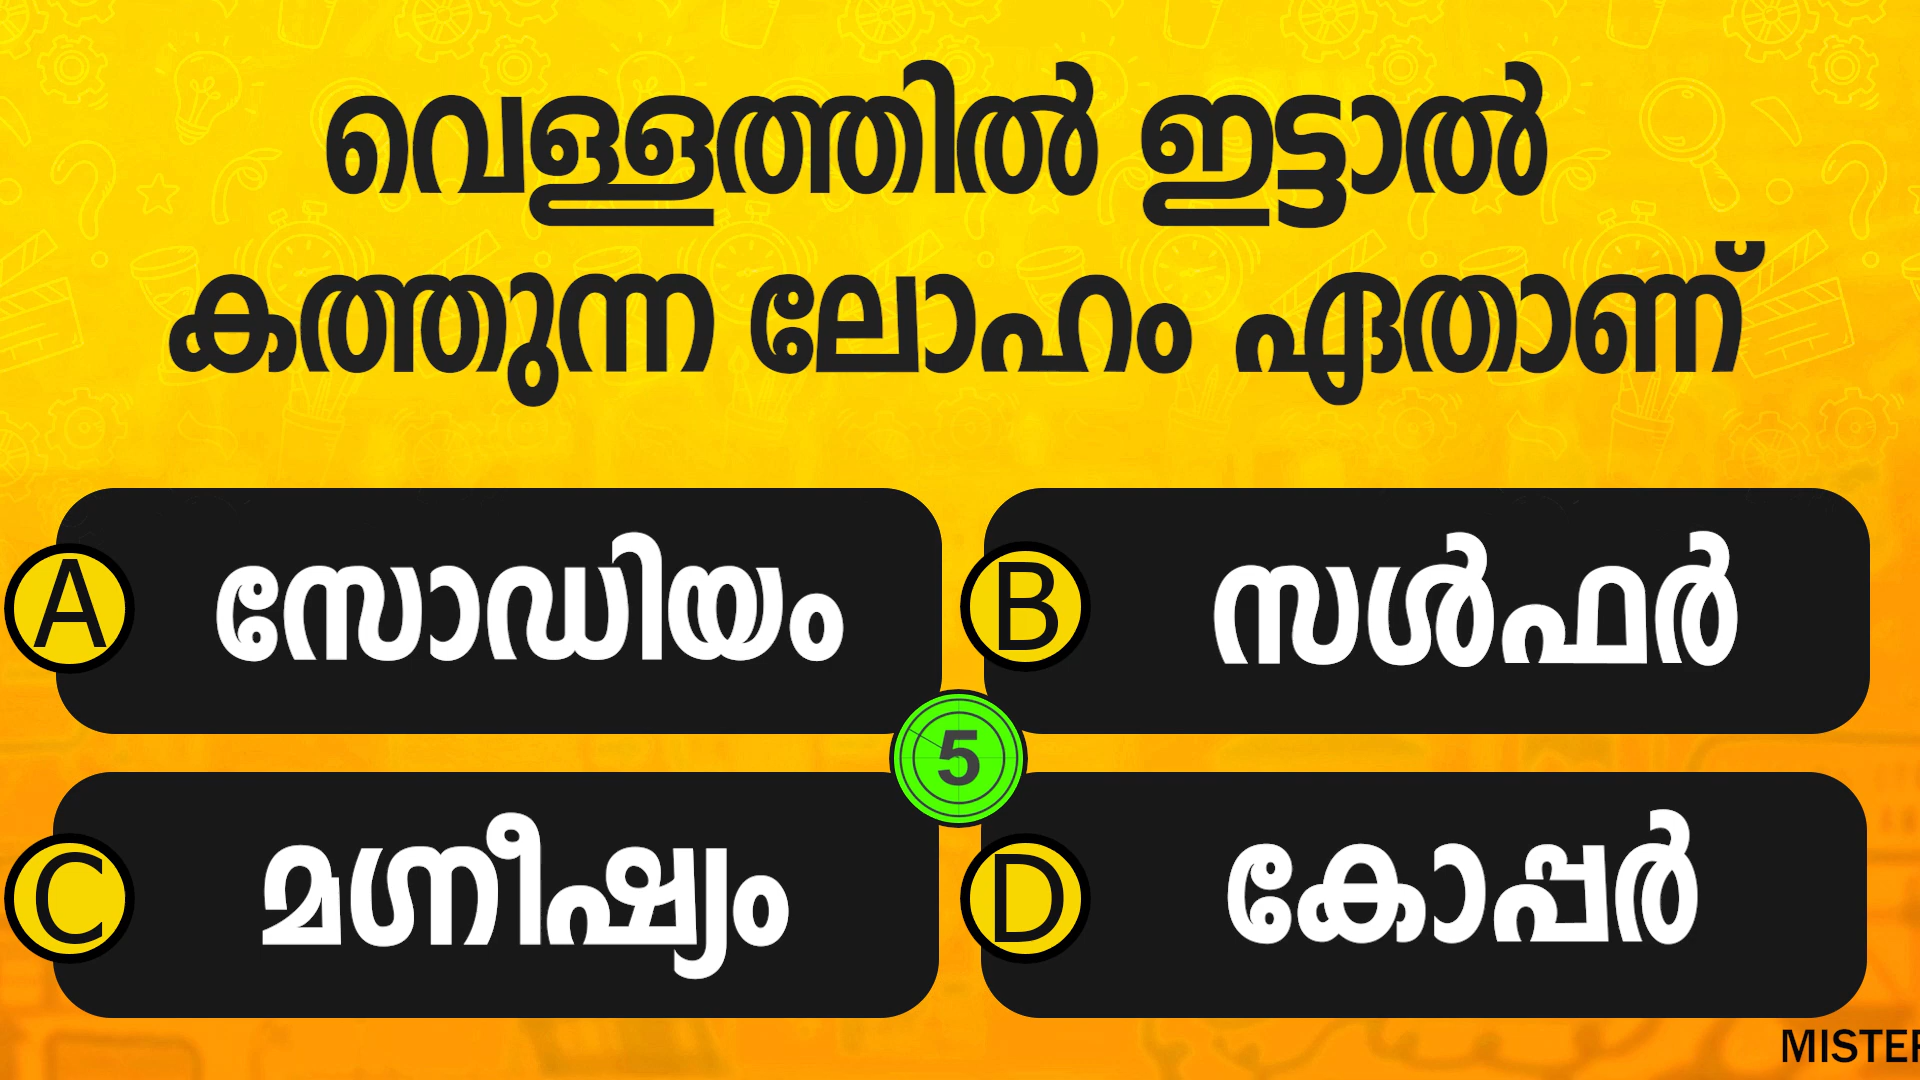 വെള്ളത്തിൽ ഇട്ടാൽ
കത്തുന്ന ലോഹം ഏതാണ്
A സോഡിയം
B സൾഫർ
5
C മഗ്നീഷ്യം
D കോപ്പർ
MISTER